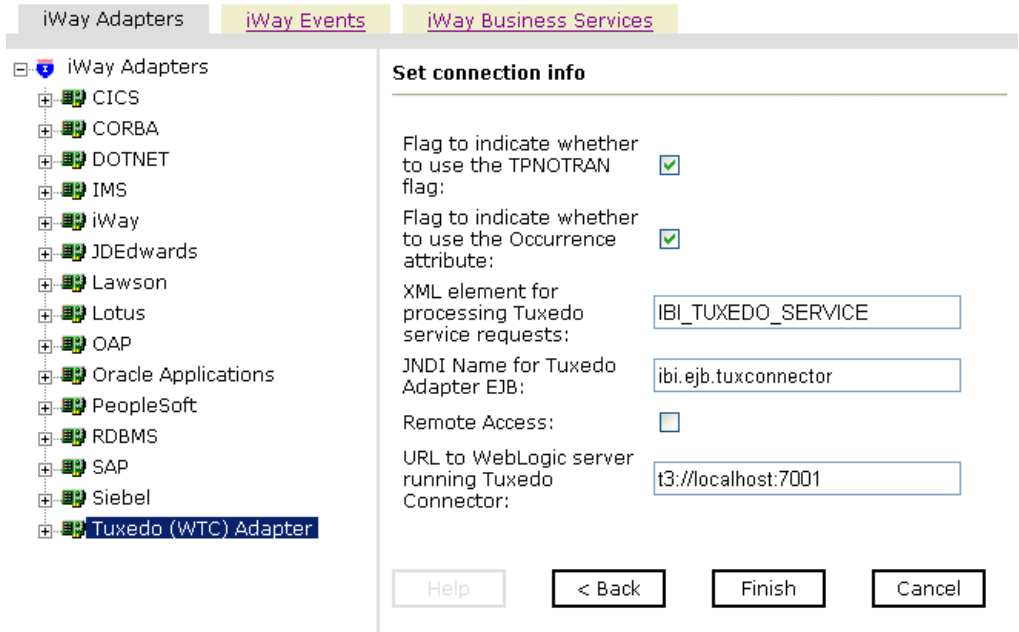 iWay Adapters
iWay Events
iWay Business Services
iWay Adapters
CICS
CORBA
DOTNET
IMS
iWay
JDEdwards
Lawson
Lotus
OAP
Oracle Applications
PeopleSoft
RDBMS
SAP
Siebel
Tuxedo (WTC) Adapter
Set connection info
Flag to indicate whether
to use the TPNOTRAN
flag:
Flag to indicate whether
to use the Occurrence
attribute:
XML element for
processing Tuxedo
service requests:
IBI_TUXEDO_SERVICE
JNDI Name for Tuxedo
Adapter EJB:
ibi.ejb.tuxconnector
Remote Access:
URL to WebLogic server
running Tuxedo
Connector:
t3://localhost:7001
Help
< Back
Finish
Cancel